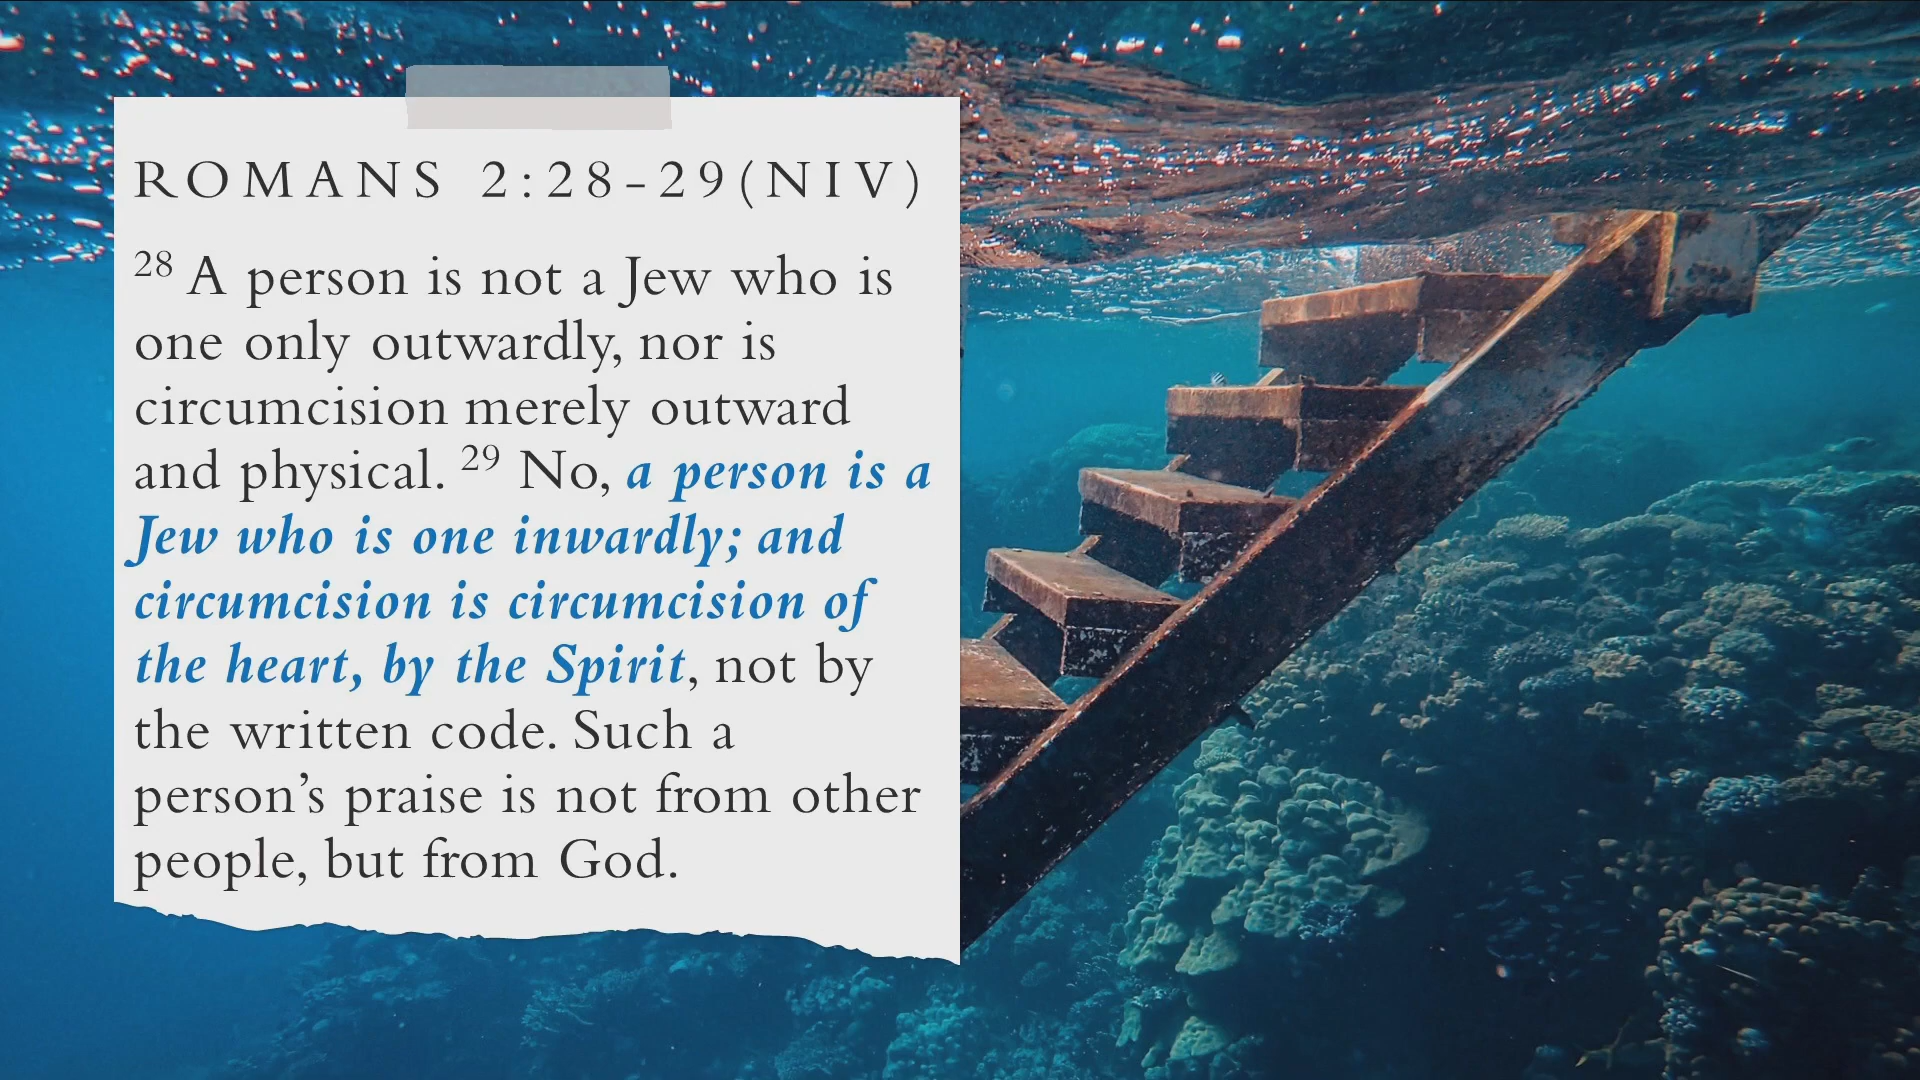 ROMANS 2:28-29(NIV)
28 A person is not a Jew who is
one only outwardly, nor is
circumcision merely outward
and physical. 29 No, a person is a
Jew who is one inwardly; and
circumcision is circumcision of
the heart, by the Spirit, not by
the written code. Such a
person’s praise is not from other
people, but from God.